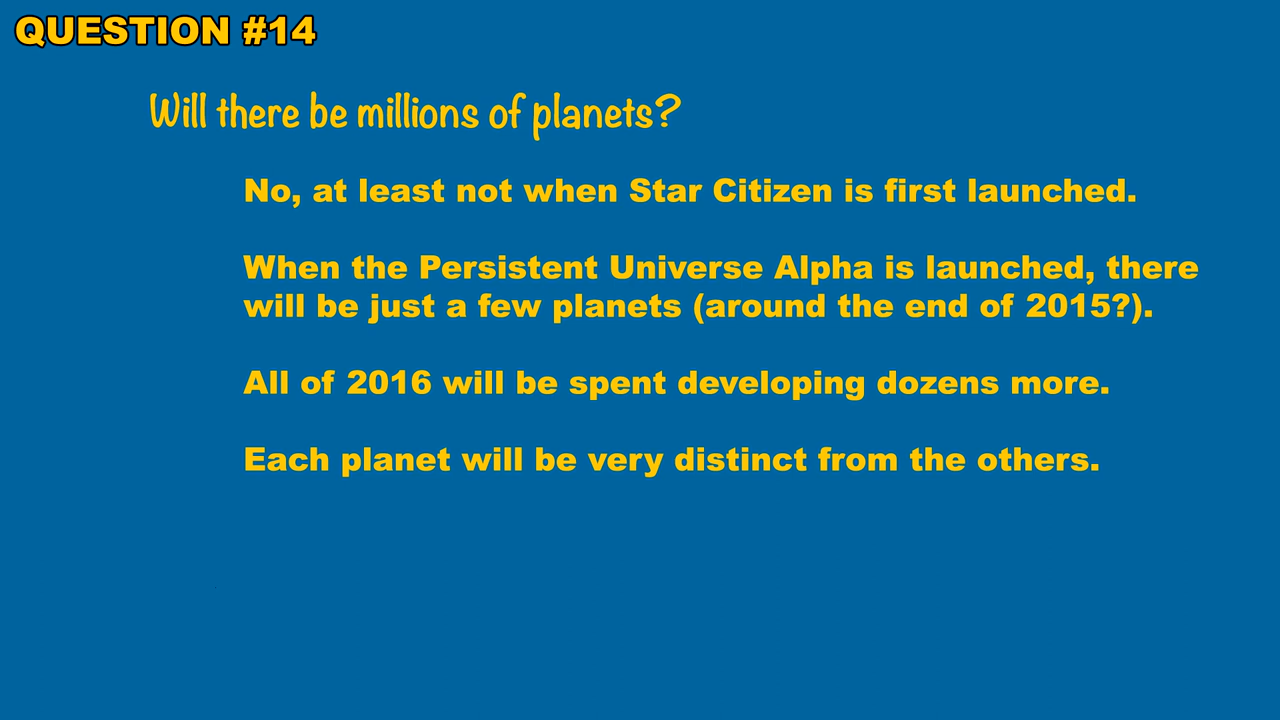 QUESTION #14
Will there be millions of planets?
No, at least not when Star Citizen is first launched.
When the Persistent Universe Alpha is launched, there
will be just a few planets (around the end of 2015?).
All of 2016 will be spent developing dozens more.
Each planet will be very distinct from the others.